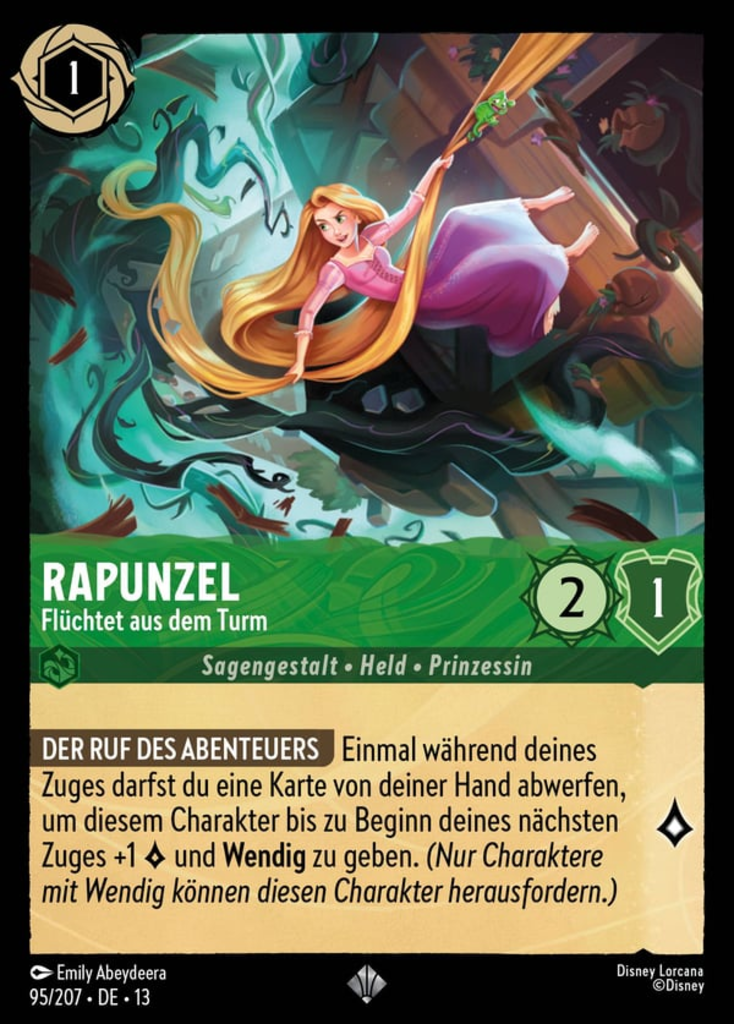 1
RAPUNZEL
Flüchtet aus dem Turm
2
1
Sagengestalt • Held • Prinzessin
DER RUF DES ABENTEUERS Einmal während deines
Zuges darfst du eine Karte von deiner Hand abwerfen,
um diesem Charakter bis zu Beginn deines nächsten
Zuges +1 und Wendig zu geben. (Nur Charaktere
mit Wendig können diesen Charakter herausfordern.)
Emily Abeydeera
95/207 • DE • 13
Disney Lorcana
©Disney